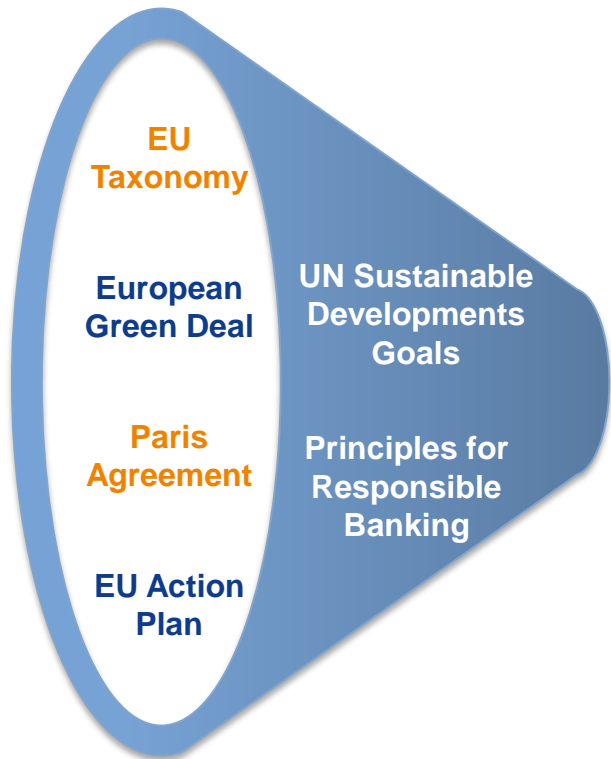 EU
Taxonomy
European
Green Deal
Paris
Agreement
EU Action
Plan
UN Sustainable
Developments
Goals
Principles for
Responsible
Banking